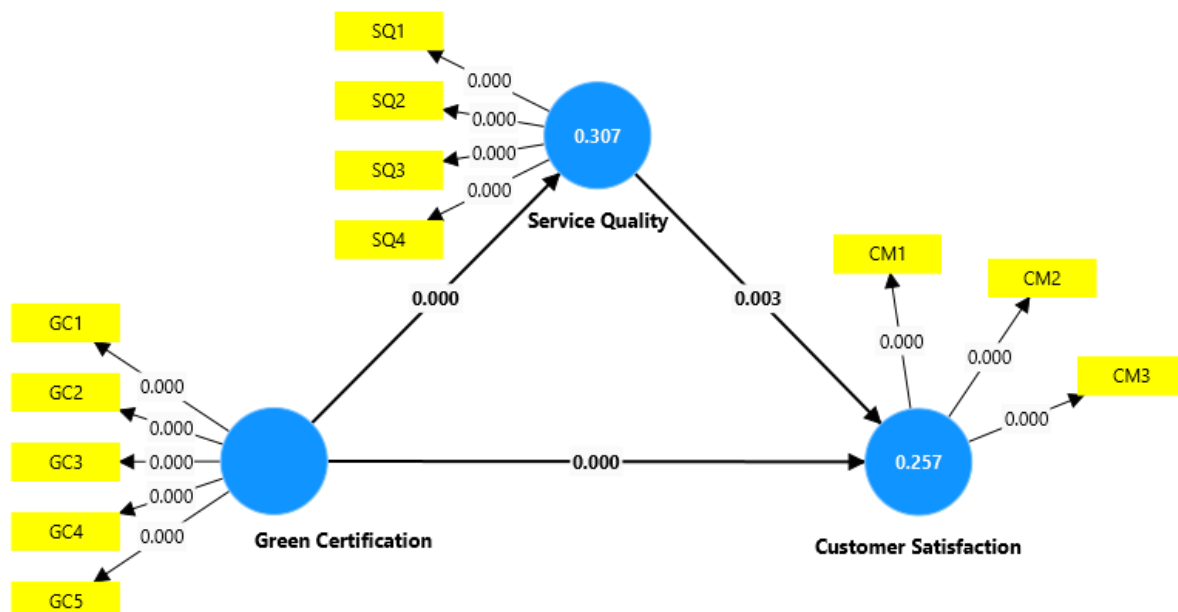 SQ1
0.000
SQ2
0.000
SQ3
0.000
SQ4
0.000
0.307
Service Quality
0.000
0.003
CM1
CM2
CM3
0.000
0.000
0.000
GC1
0.000
GC2
0.000
GC3
0.000
GC4
0.000
GC5
0.000
Green Certification
0.000
0.257
Customer Satisfaction